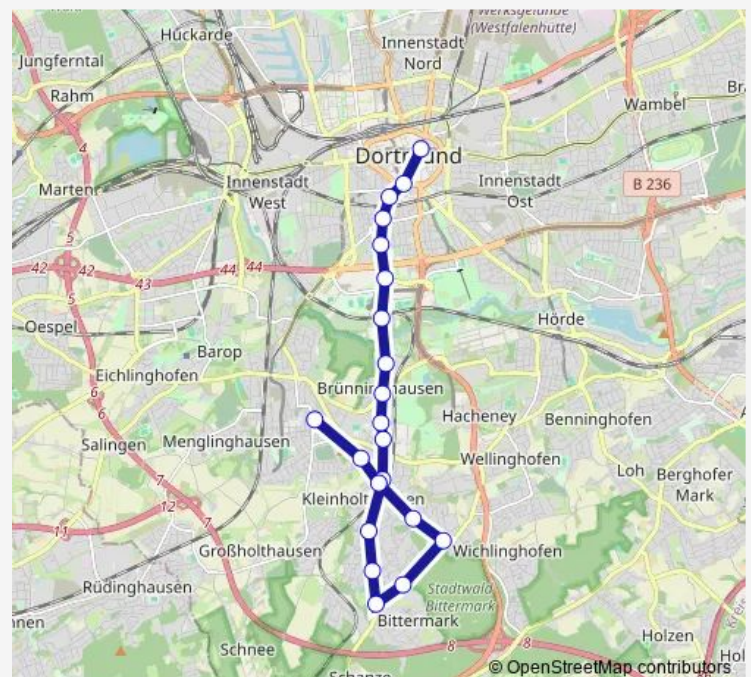 Werksgelände
(Westfalenhütte)
Huckarde
Innenstadt
Nord
Jungferntal
Rahm
Wambel
4
Dortmund
Marten
Innenstadt
West
Innenstadt
Ost
B 236
5
42
42
43
44
44
5
Oespel
Hörde
Barop
Eichlinghofen
6
6
Brünninghausen
Hacheney
Benninghofen
Salingen
Menglinghausen
Wellinghofen
Loh
Berghofer
Mark
7
12
7
11
Großholthausen
Wichlinghofen
Rüdinghausen
Stadtwald
Bittermark
Bittermark
Schnee
8
8
Holzen
© OpenStreetMap contributors